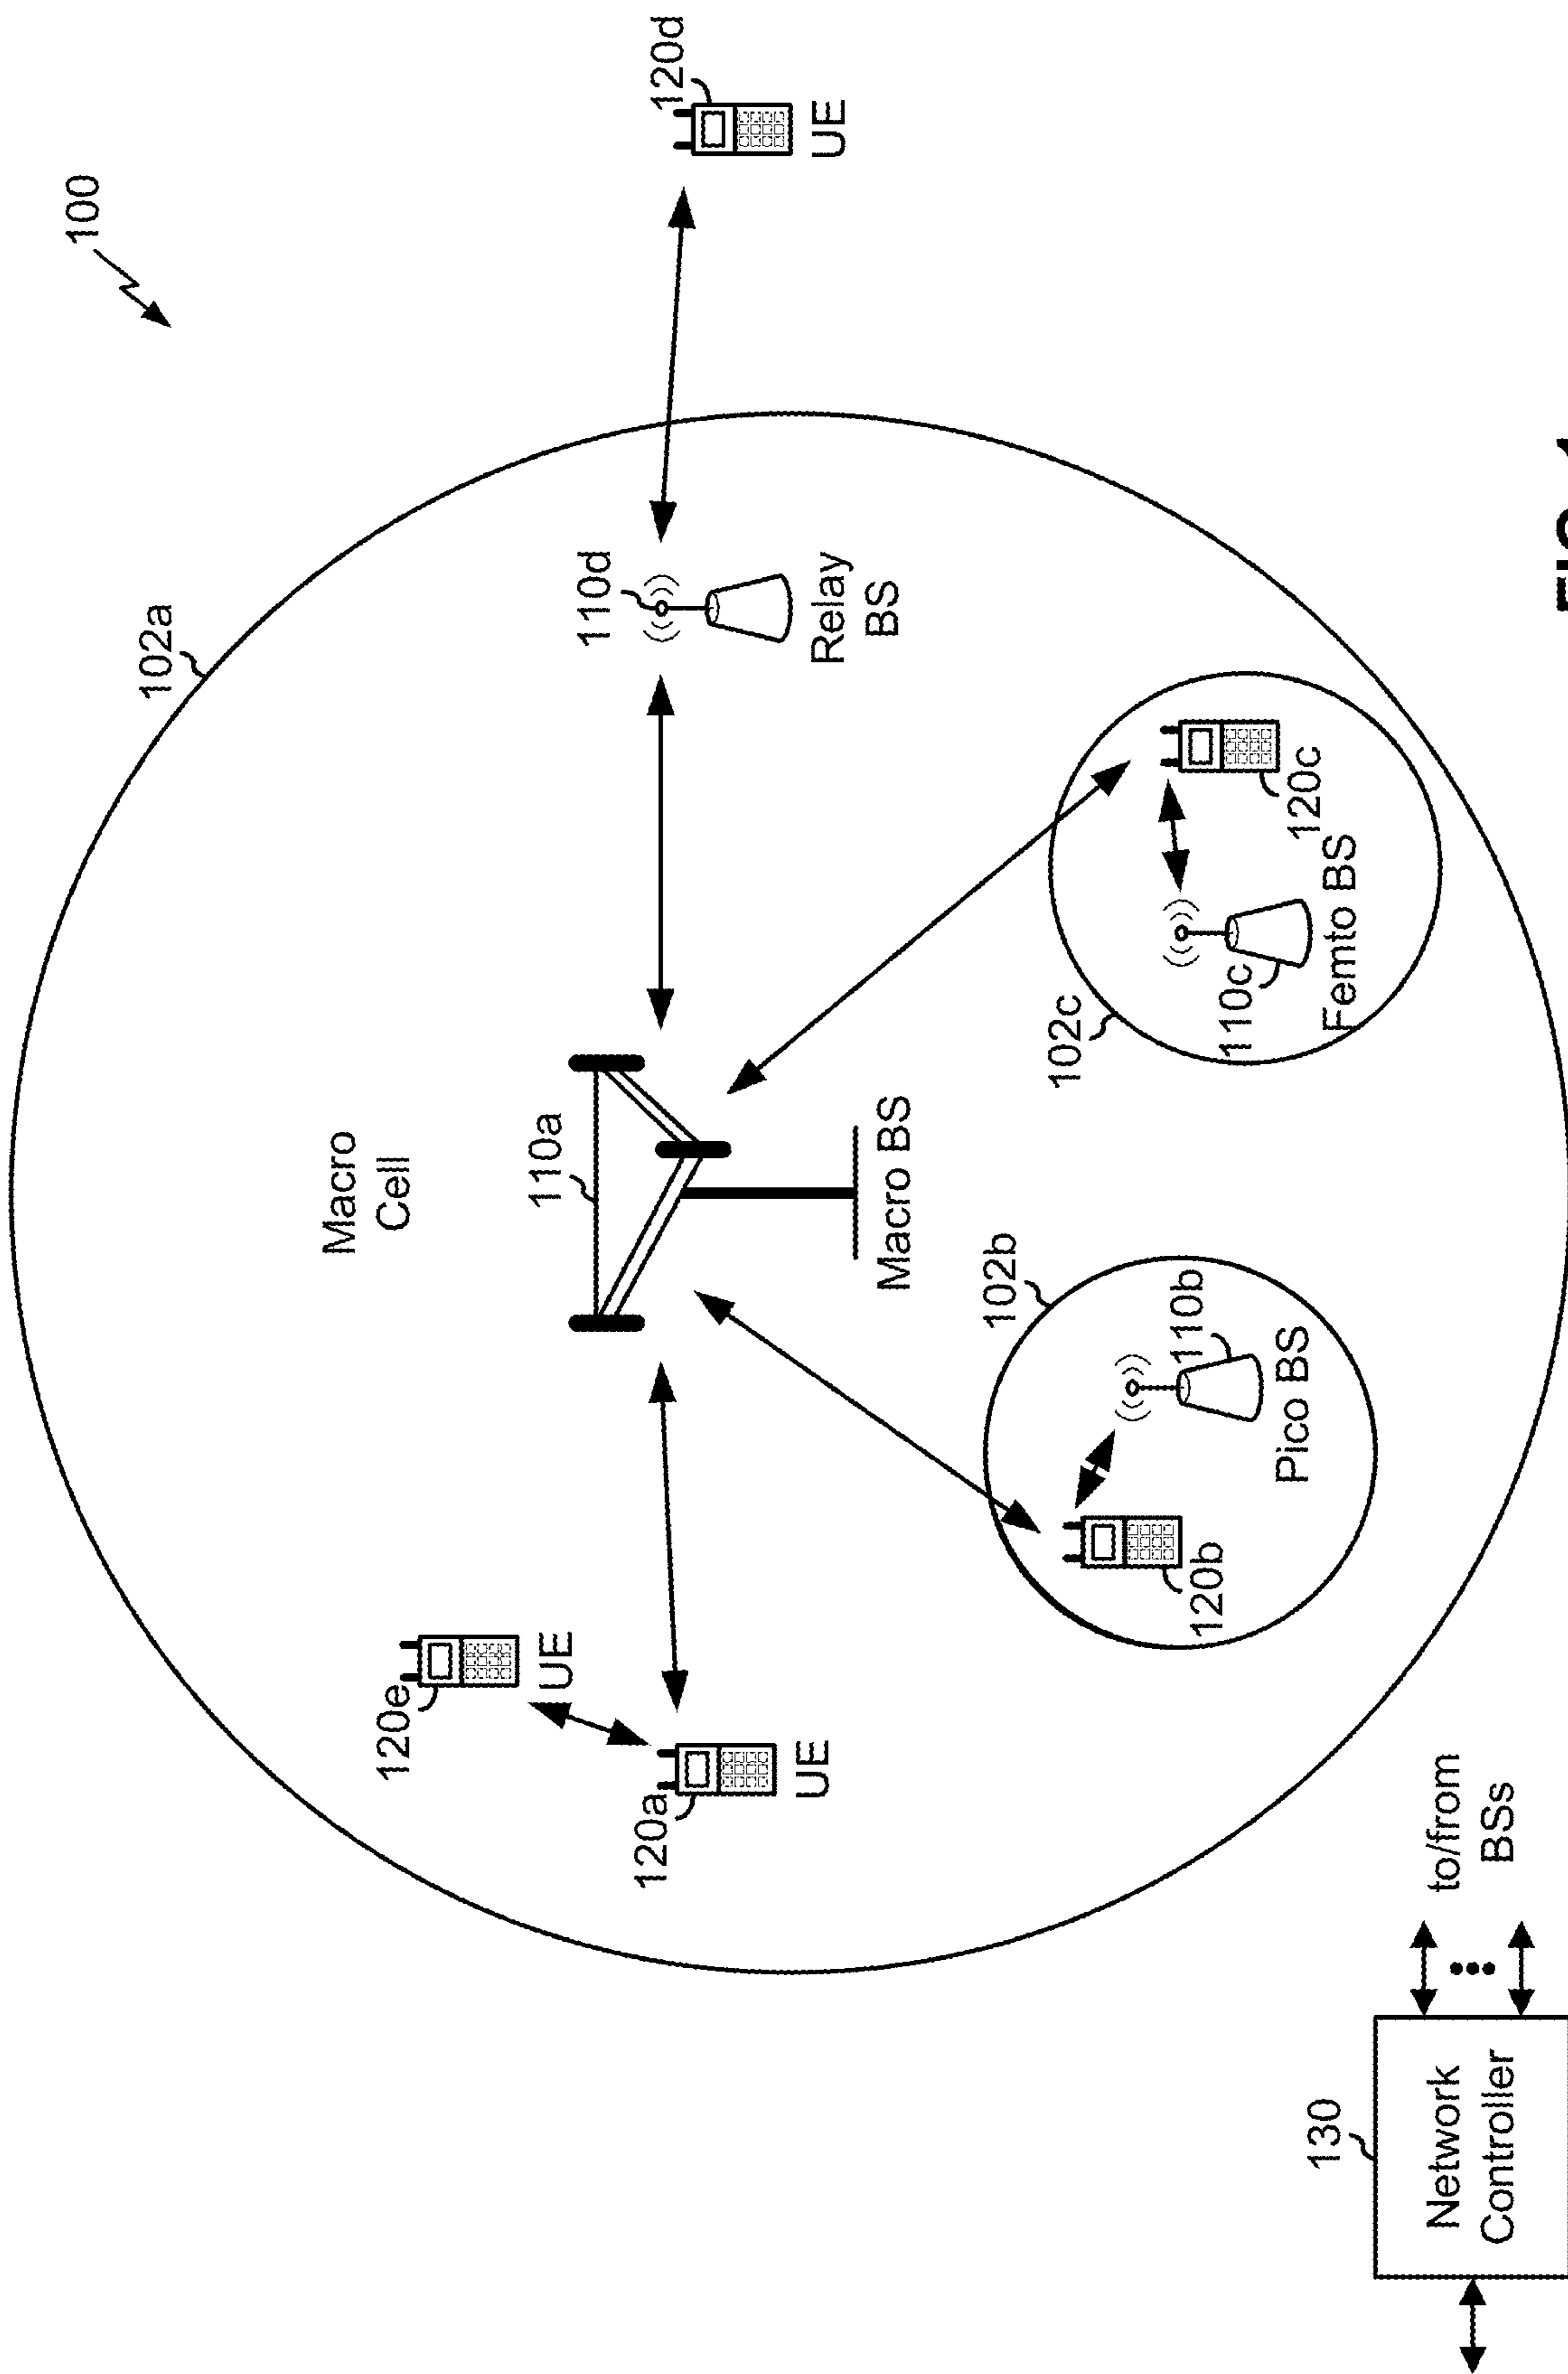 100
102a
Macro
Cell
120e
UE
110a
120a
UE
Macro BS
110d
Relay
BS
120d
UE
102b
120b
110b
Pico BS
102c
110c
120c
Femto BS
130
Network
Controller
to/from
BSs